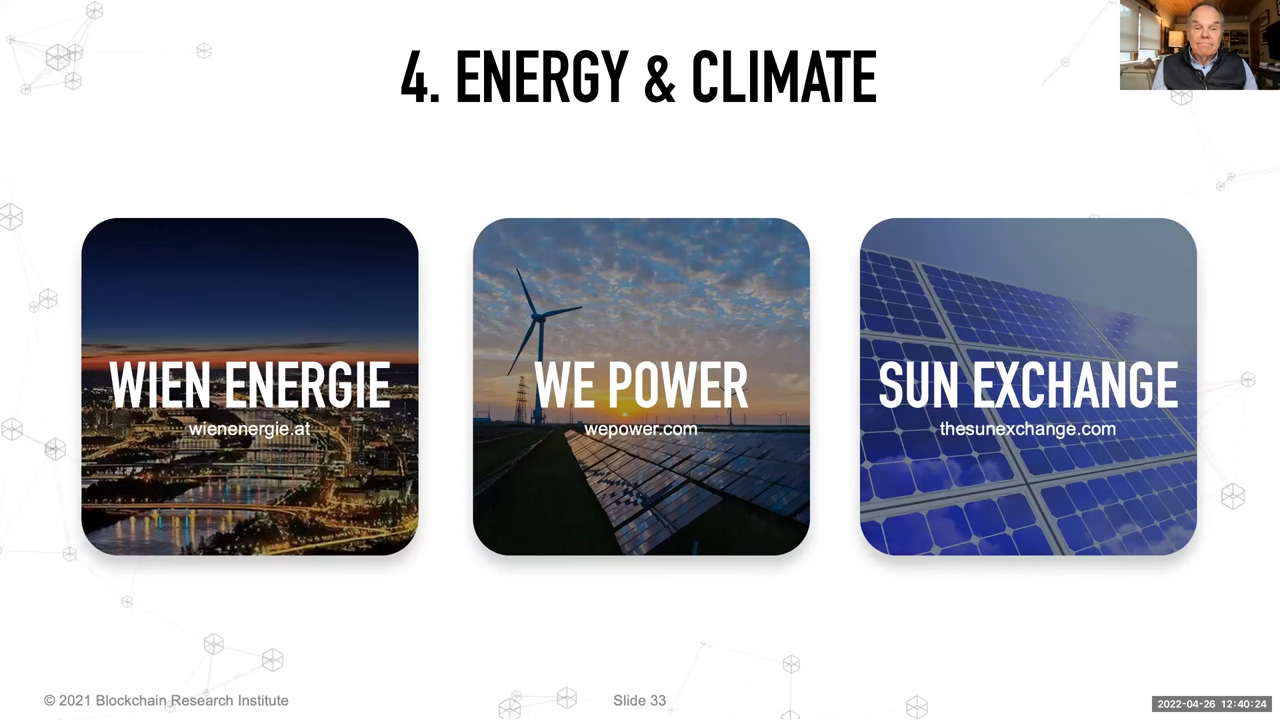 4. ENERGY & CLIMATE
WIEN ENERGIE
wienenergie.at
WE POWER
wepower.com
SUN EXCHANGE
thesunexchange.com
© 2021 Blockchain Research Institute
Slide 33
2022-04-26 12:40:24